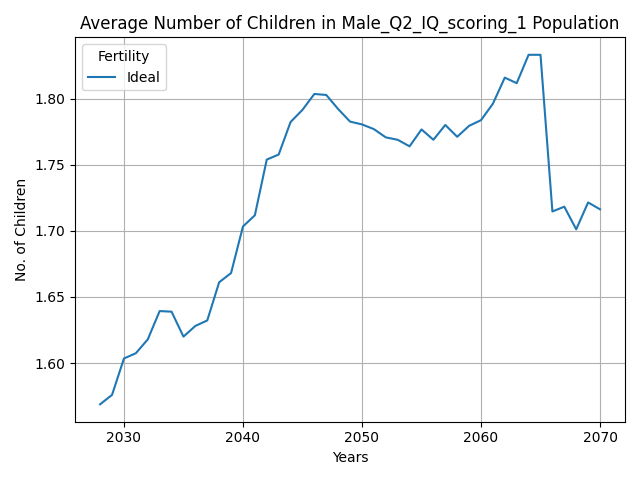 Average Number of Children in Male_Q2_IQ_scoring_1 Population
Fertility
Ideal
No. of Children
1.80
1.75
1.70
1.65
1.60
2030 2040 2050 2060 2070
Years